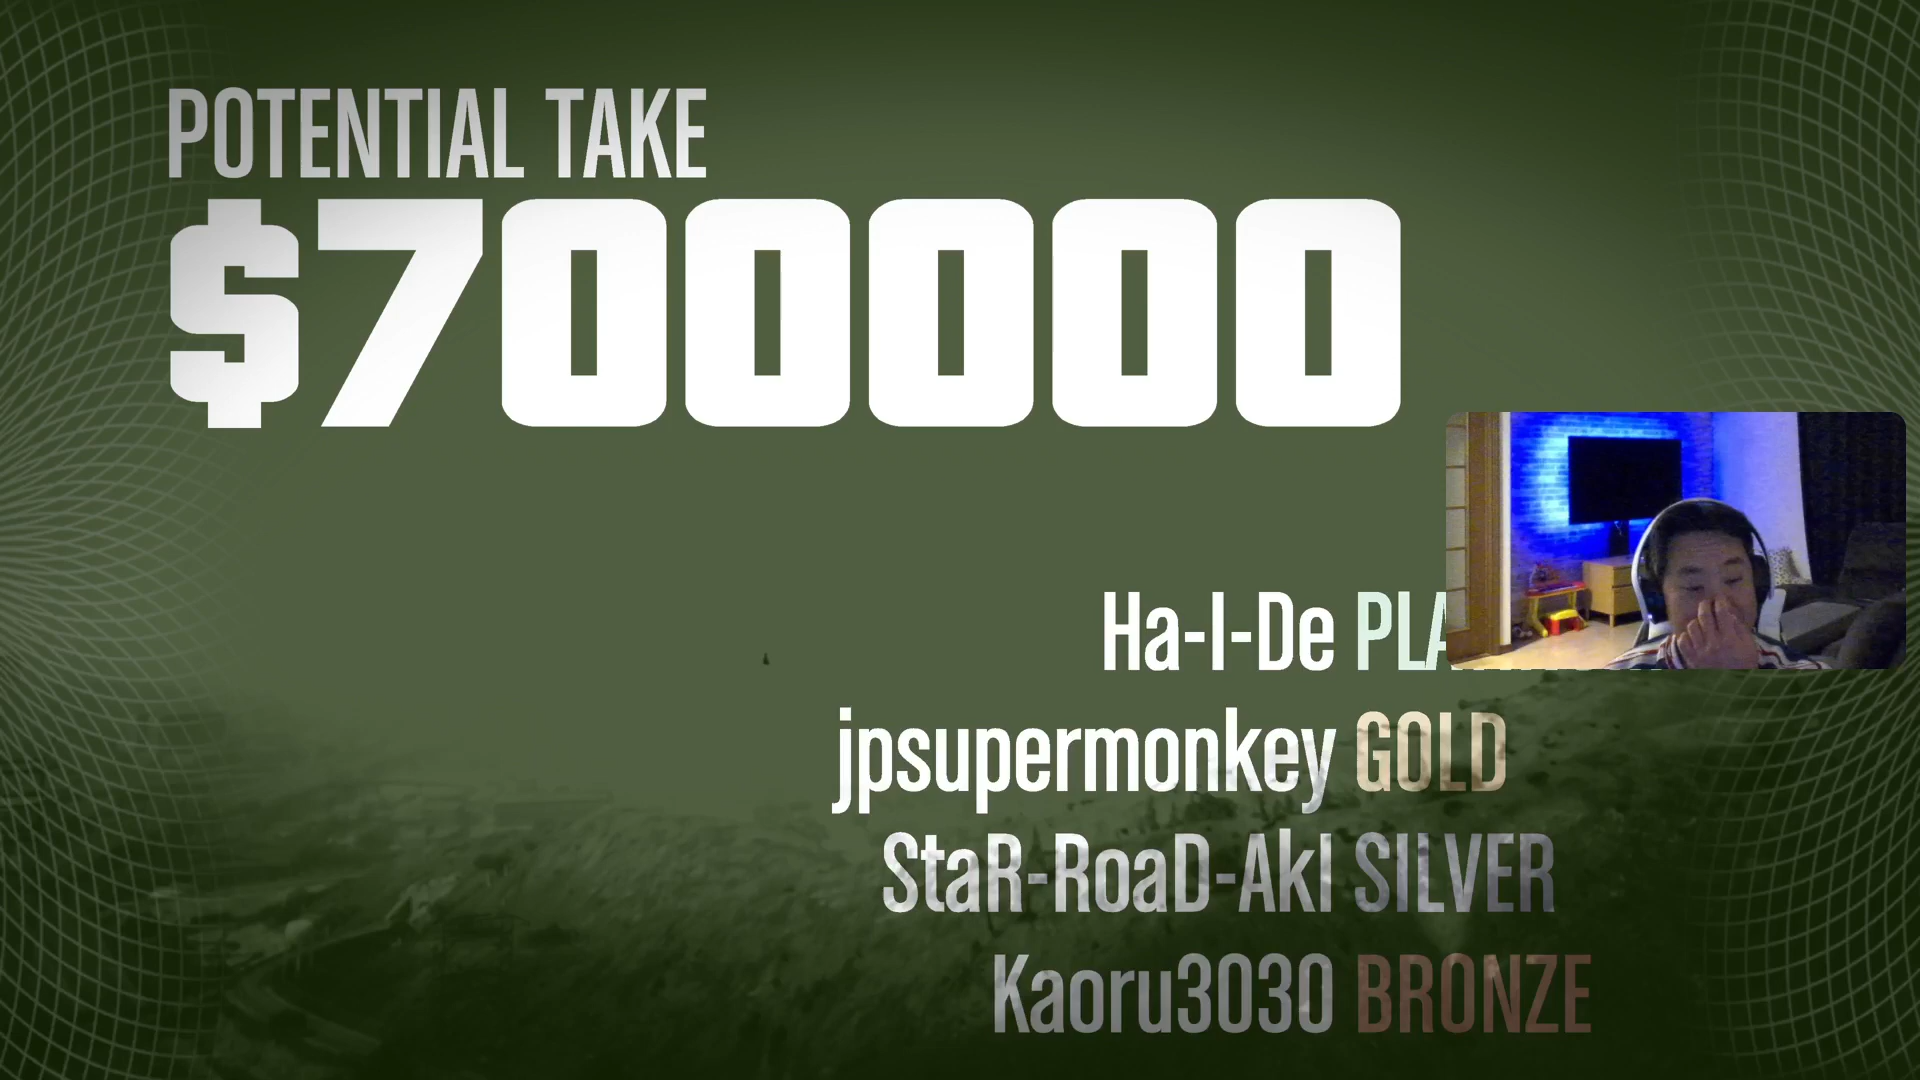 POTENTIAL TAKE
$700000
Ha-I-De
jpsupermonkey GOLD
StaR-RoaD-AkI SILVER
Kaoru3030 BRONZE